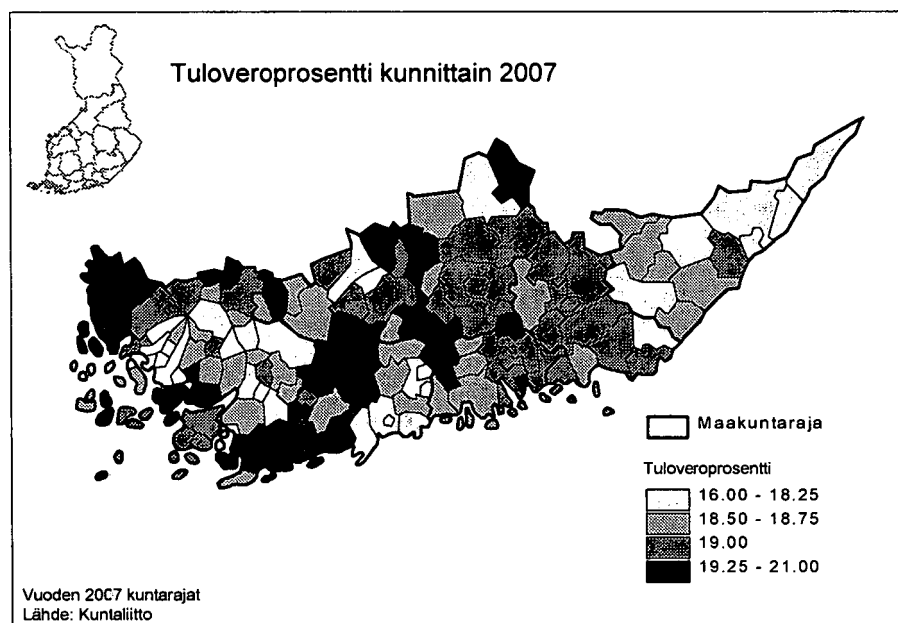 Tuloveroprosentti kunnittain 2007
Maakuntaraja
Tuloveroprosentti
16.00 - 18.25
18.50 - 18.75
19.00
19.25 - 21.00
Vuoden 2007 kuntarajat
Lähde: Kuntaliitto